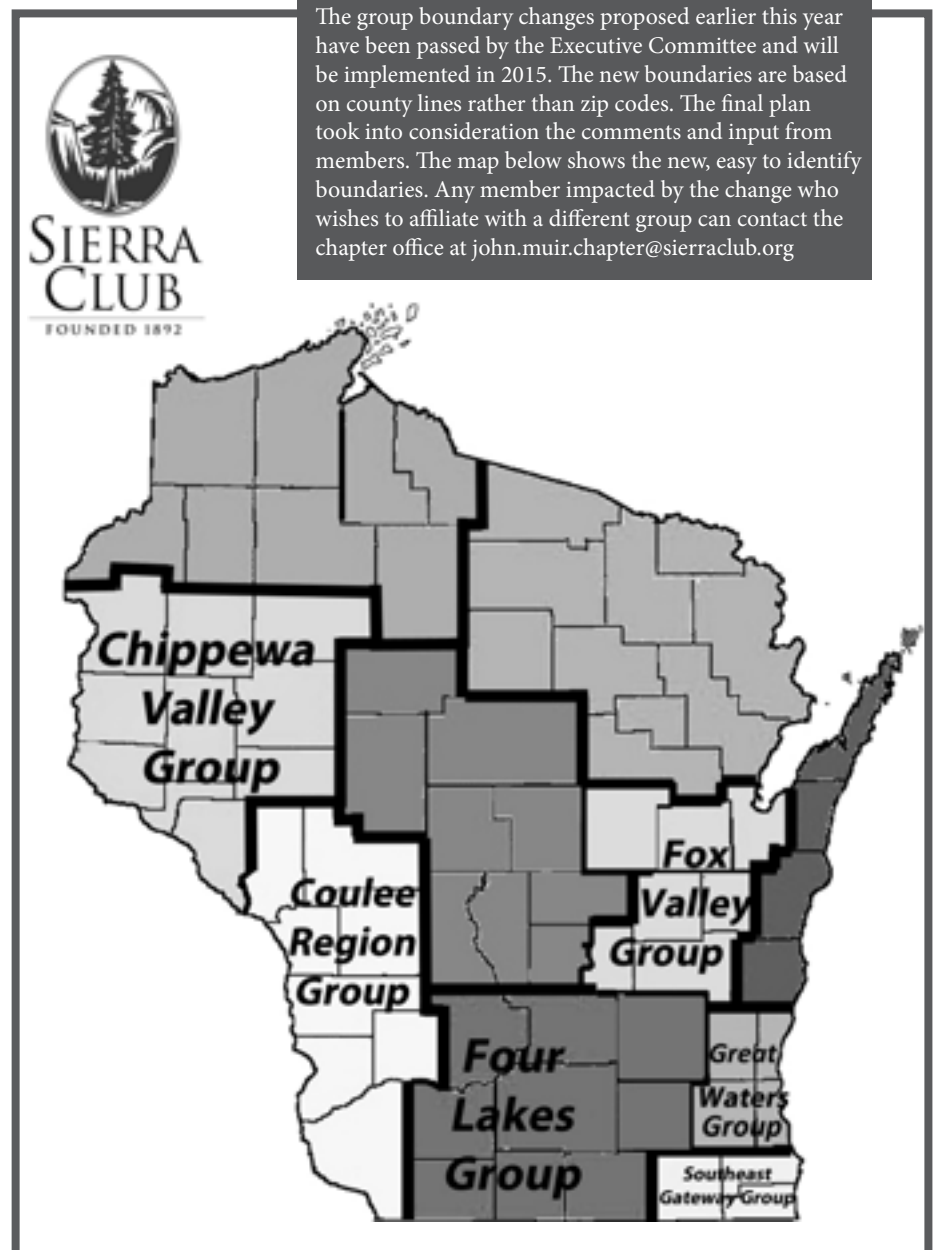 The group boundary changes proposed earlier this year
have been passed by the Executive Committee and will
be implemented in 2015. The new boundaries are based
on county lines rather than zip codes. The final plan
took into consideration the comments and input from
members. The map below shows the new, easy to identify
boundaries. Any member impacted by the change who
wishes to affiliate with a different group can contact the
chapter office at john.muir.chapter@sierraclub.org
SIERRA
CLUB
FOUNDED 1892
Chippewa
Valley
Group
Fox
Valley
Group
Coulee
Region
Group
Four
Lakes
Group
Great
Waters
Group
Southeast
Gateway Group